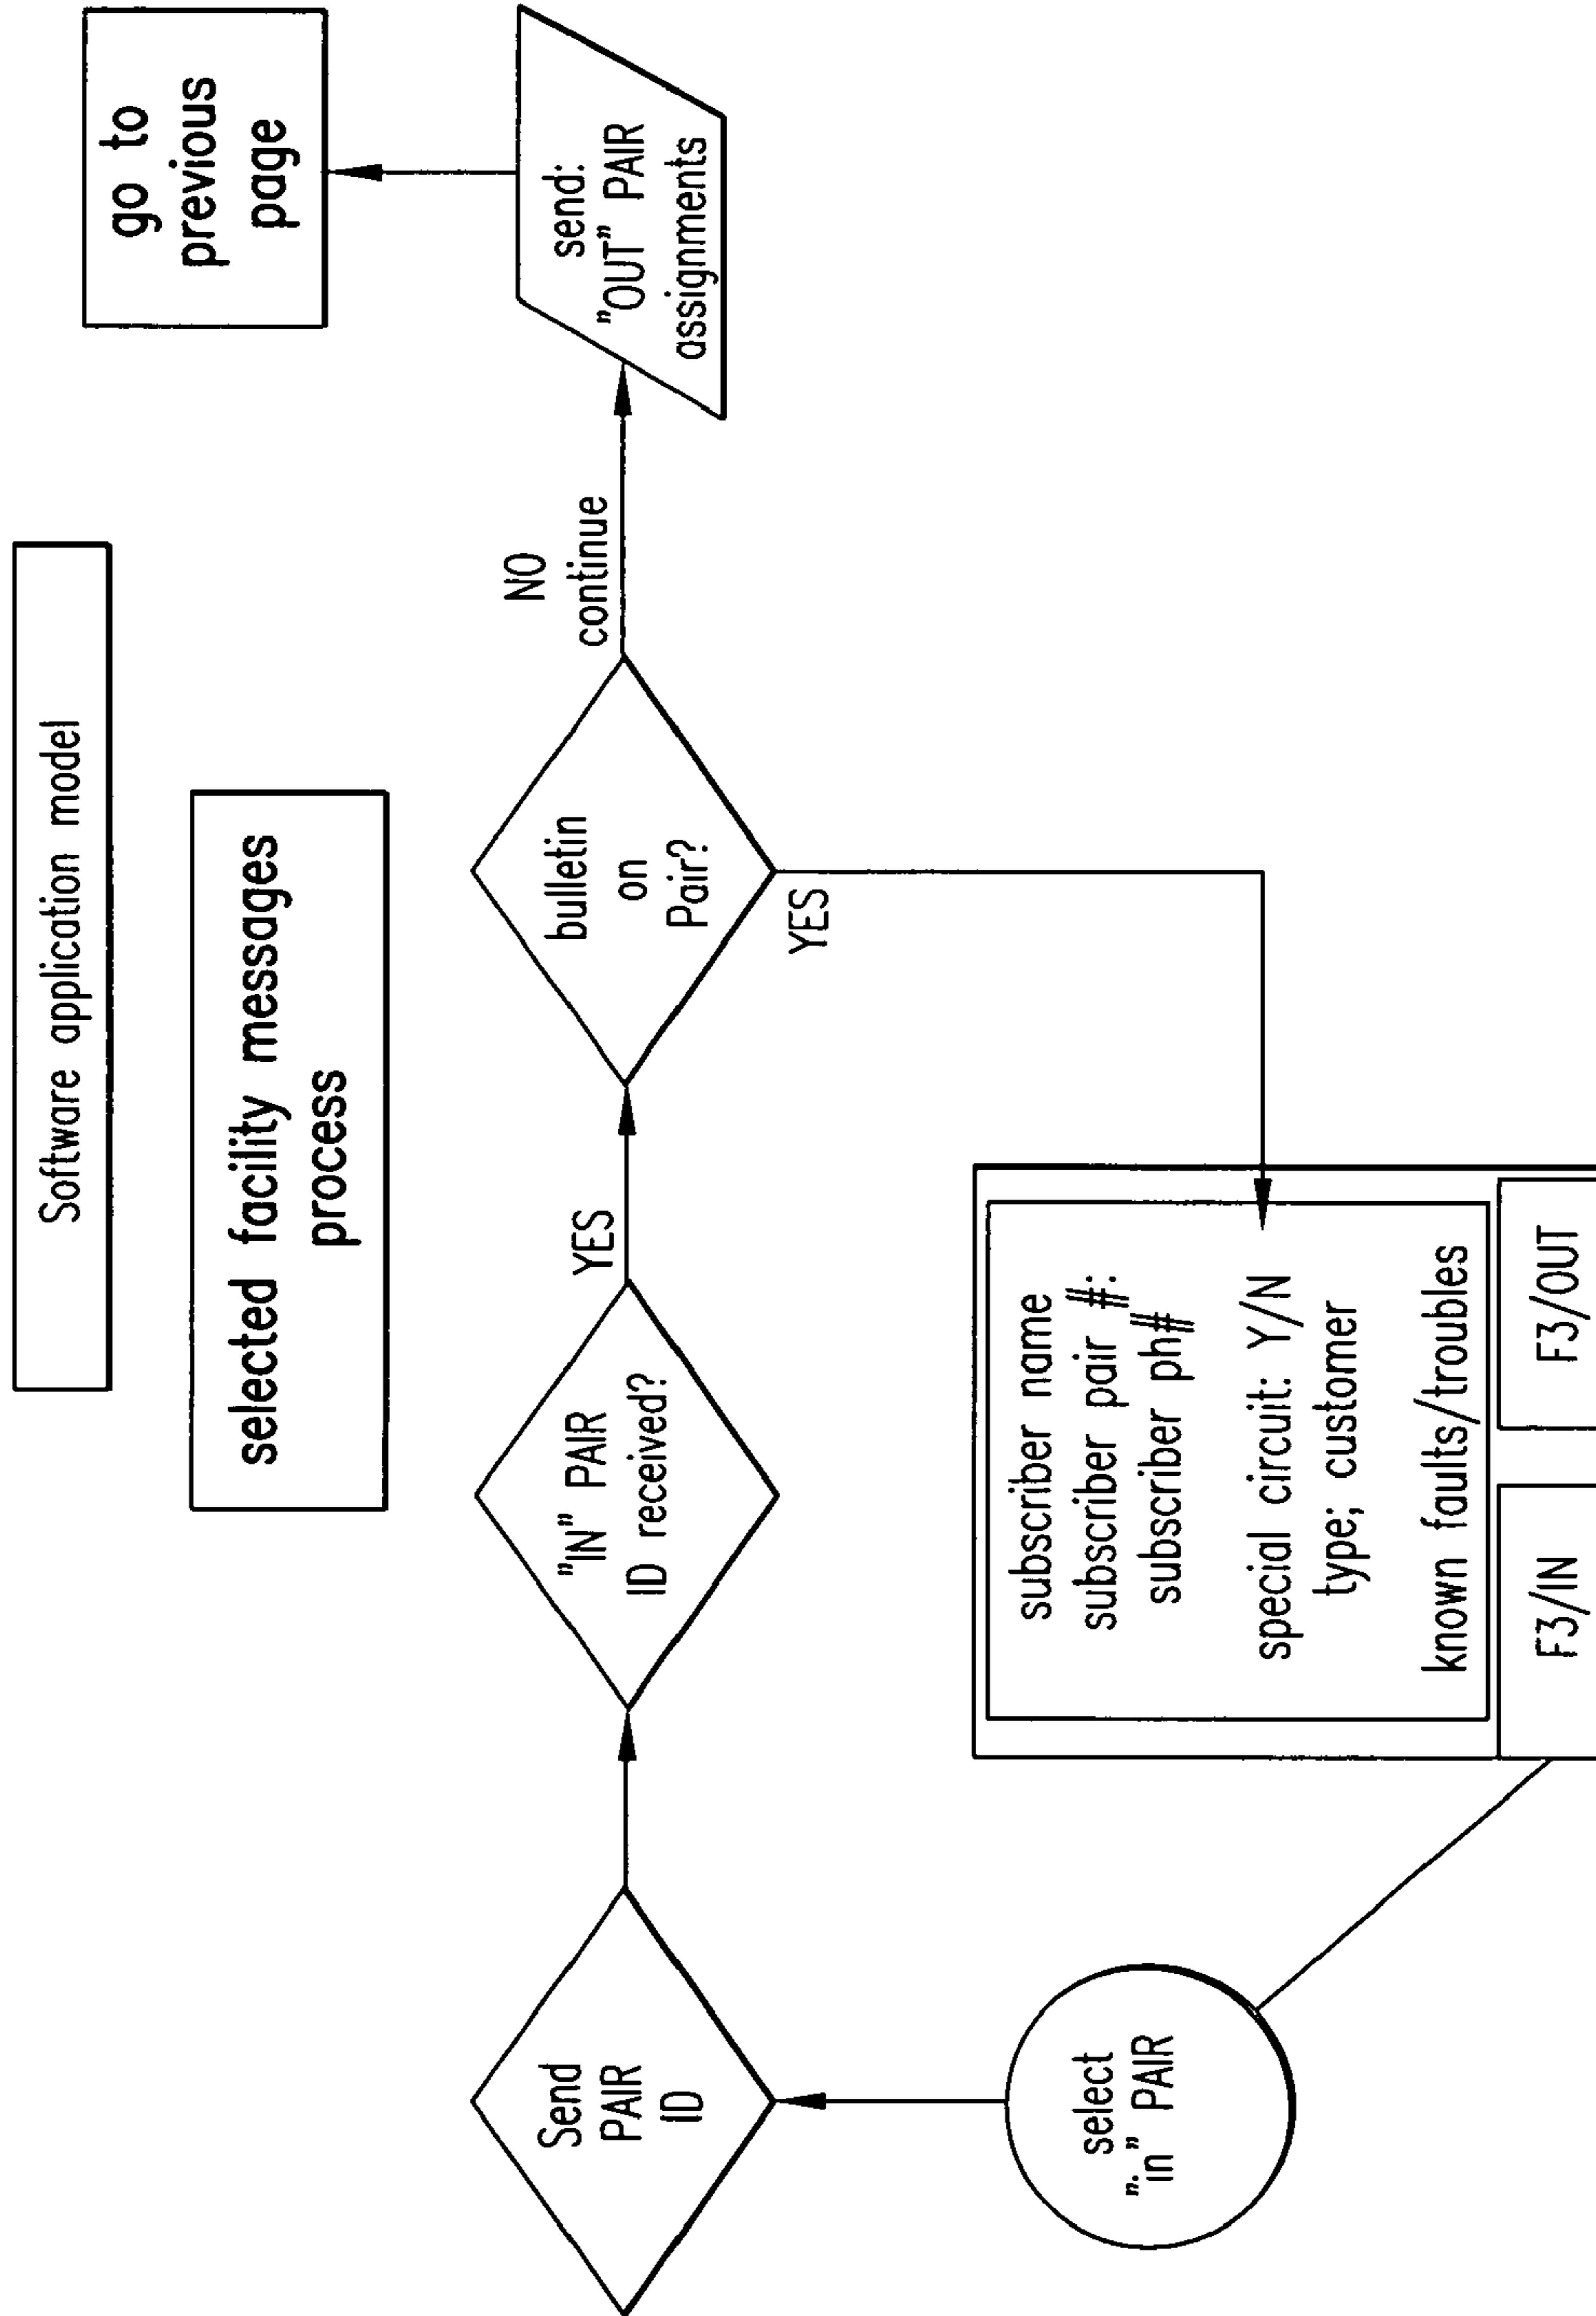 Software application model
selected facility messages
process
go to
previous
page
Send
PAIR
ID
"IN" PAIR
ID received?
YES
bulletin
on
Pair?
NO
continue
send:
"OUT" PAIR
assignments
YES
select
"in" PAIR
subscriber name
subscriber pair #:
subscriber ph#
special circuit: Y/N
type; customer
known faults/troubles
F3/IN
F3/OUT